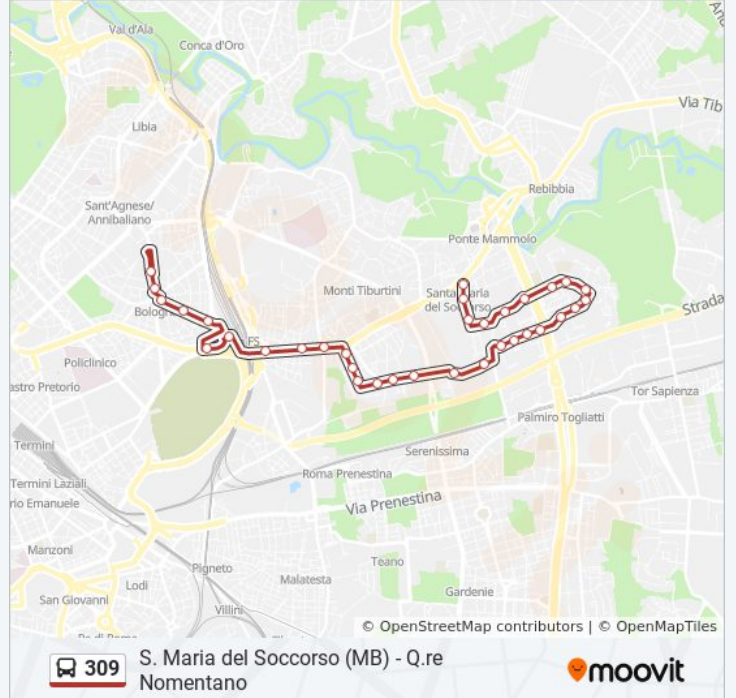 Val d'Ala
Conca d'Oro
Via Tib
Libia
Rebibbia
Sant'Agnese/
Annibaliano
Ponte Mammolo
Monti Tiburtini
Santa Maria
del Soccorso
Strada
Bologna
FS
Policlinico
astro Pretorio
Tor Sapienza
Palmiro Togliatti
Termini
Serenissima
Roma Prenestina
Termini Laziali
rio Emanuele
Via Prenestina
Manzoni
Teano
Pigneto
Malatesta
Lodi
Gardenie
San Giovanni
Villini
© OpenStreetMap contributors | © OpenMapTiles
309
S. Maria del Soccorso (MB) - Q.re
Nomentano
moovit